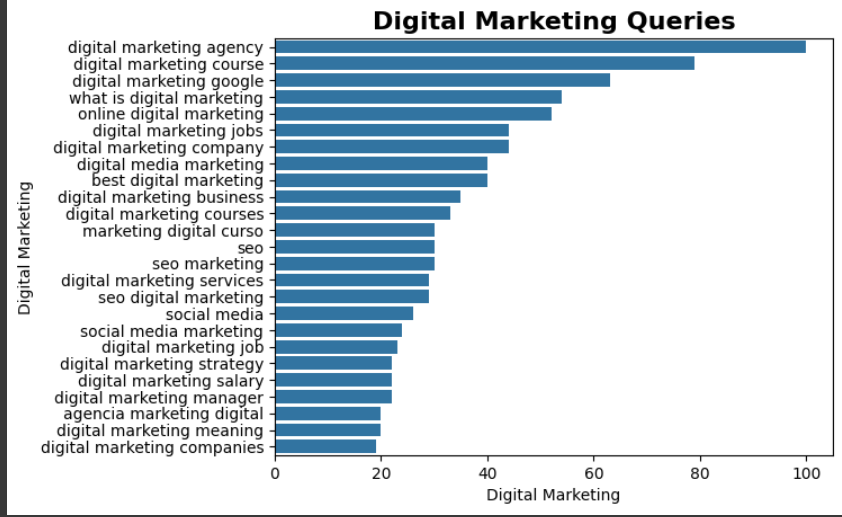 Digital Marketing Queries
digital marketing agency
digital marketing course
digital marketing google
what is digital marketing
online digital marketing
digital marketing jobs
digital marketing company
digital media marketing
best digital marketing
digital marketing business
digital marketing courses
marketing digital curso
seo
seo marketing
digital marketing services
seo digital marketing
social media
social media marketing
digital marketing job
digital marketing strategy
digital marketing salary
digital marketing manager
agencia marketing digital
digital marketing meaning
digital marketing companies
Digital Marketing
0 20 40 60 80 100
Digital Marketing